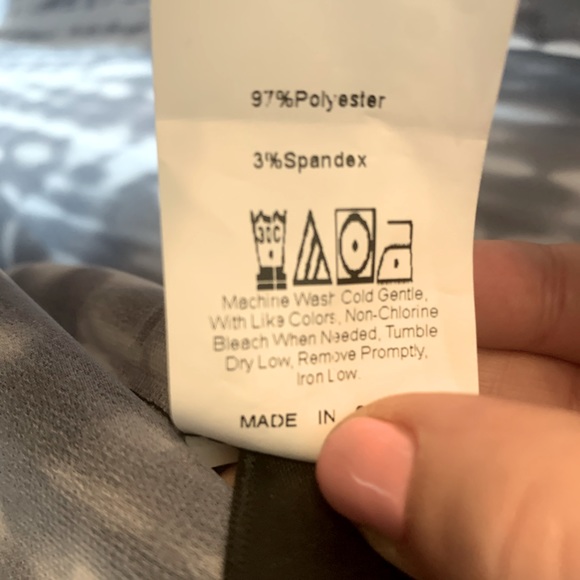 97%Polyester
3%Spandex
30C
Machine Wash Cold Gentle,
With Like Colors, Non-Chlorine
Bleach When Needed, Tumble
Dry Low, Remove Promptly,
Iron Low.
MADE IN